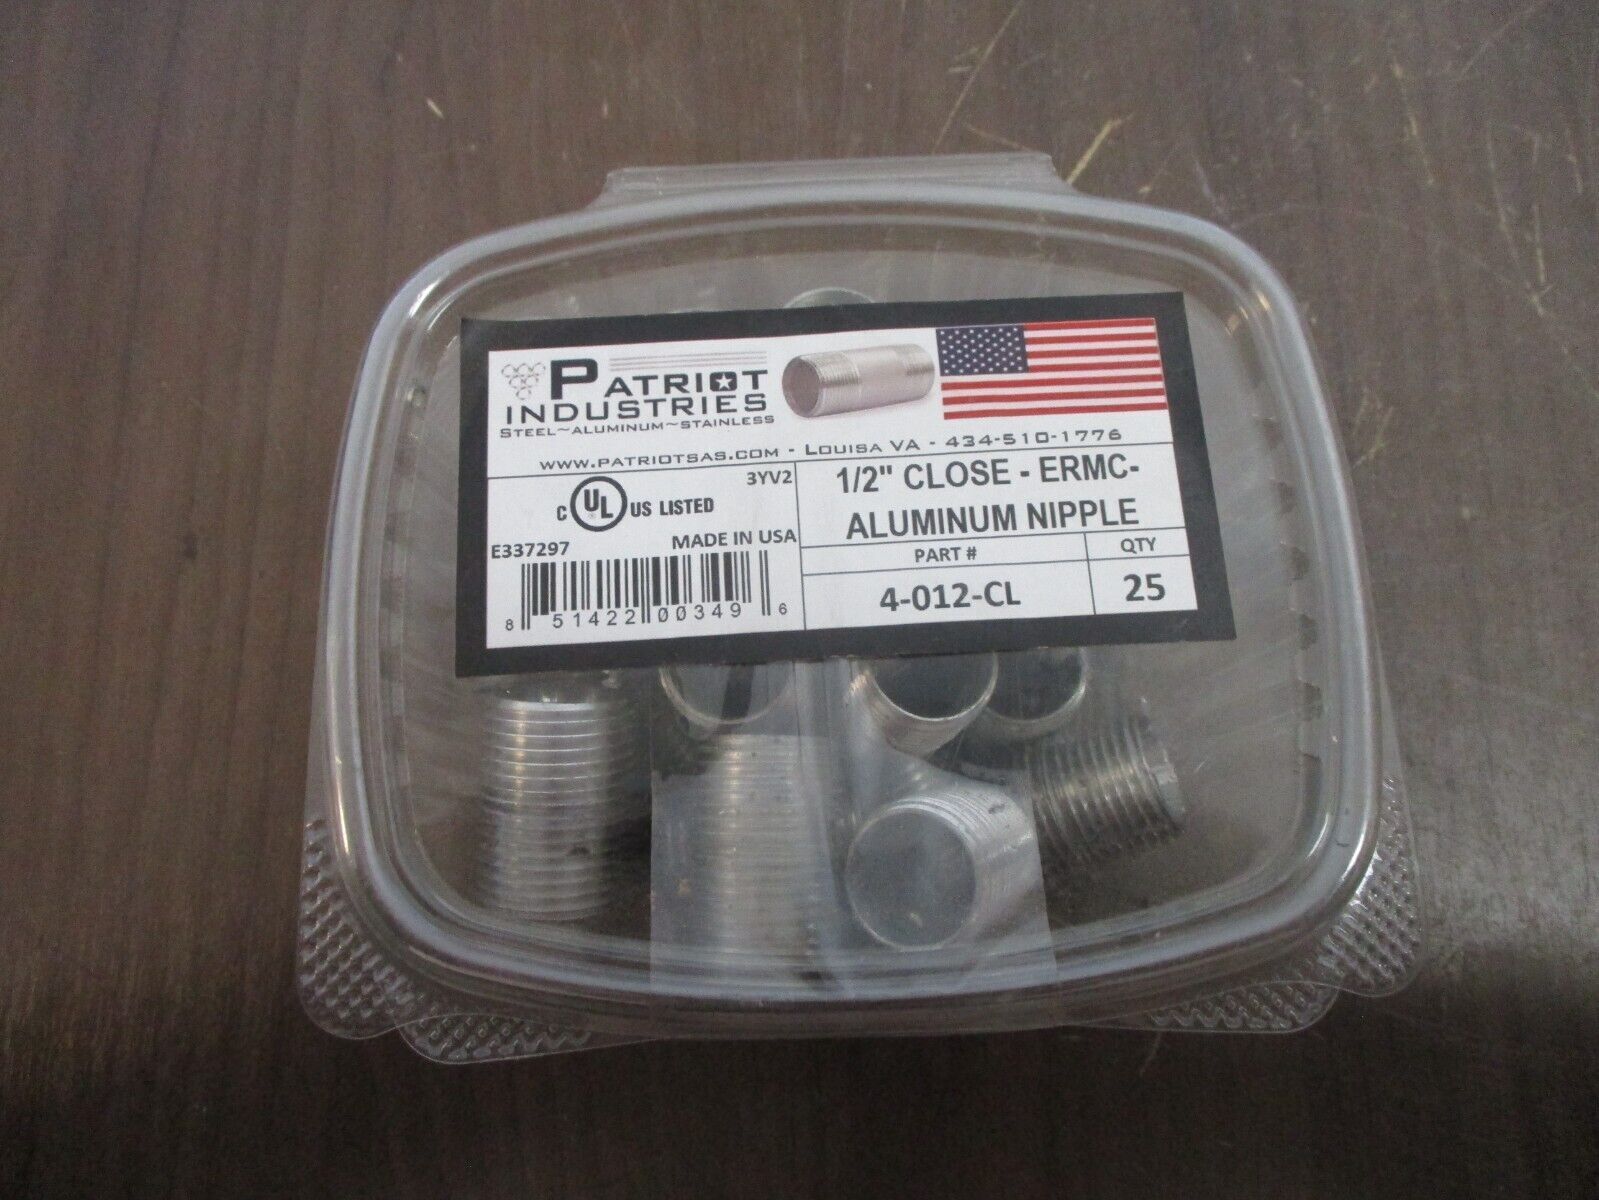 PATRIOT
INDUSTRIES
STEEL~ALUMINUM~STAINLESS
WWW.PATRIOTSAS.COM - LOUISA VA - 434-510-1776
3YV2
C UL US LISTED
®
E337297
MADE IN USA
8 51422 00349 6
1/2" CLOSE - ERMC-
ALUMINUM NIPPLE
PART #
QTY
4-012-CL
25